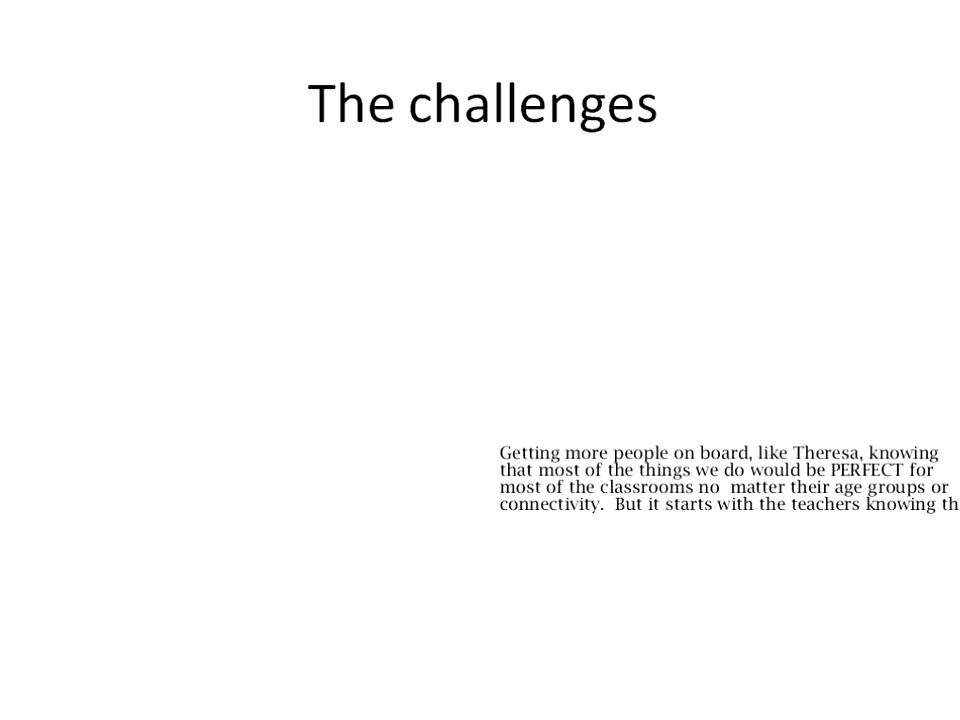 The challenges
Getting more people on board, like Theresa, knowing
that most of the things we do would be PERFECT for
most of the classrooms no  matter their age groups or
connectivity.  But it starts with the teachers knowing th